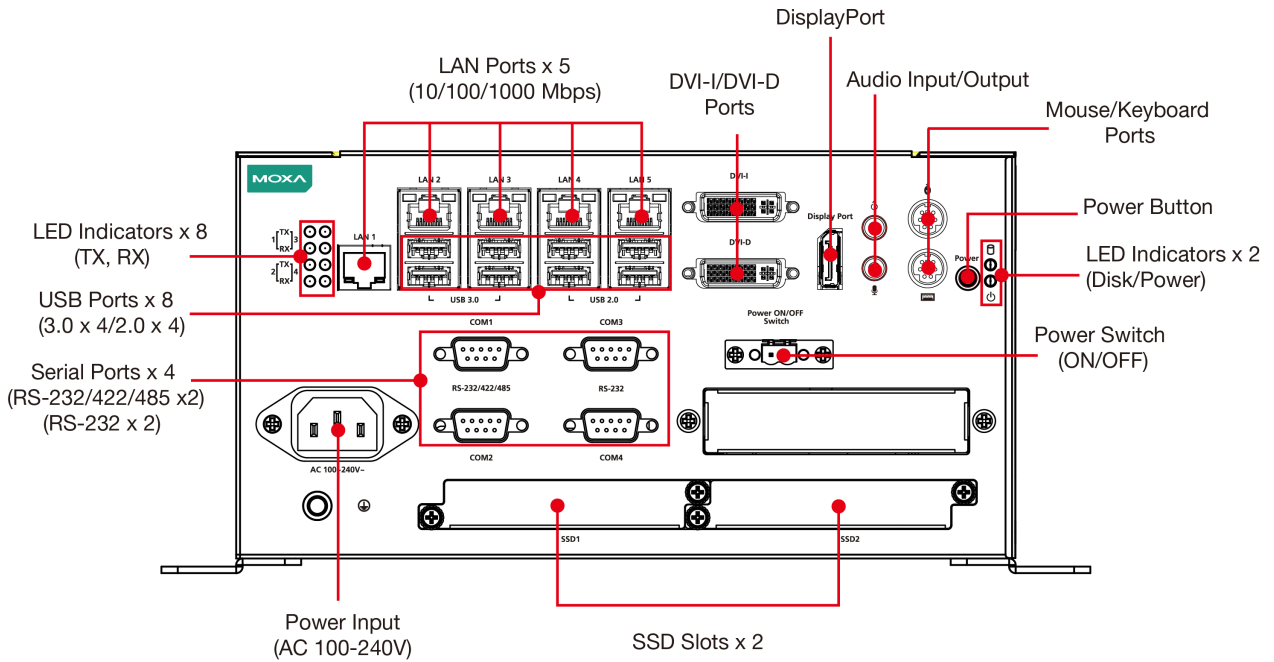 DisplayPort
LAN Ports x 5
(10/100/1000 Mbps)
DVI-I/DVI-D
Ports
Audio Input/Output
Mouse/Keyboard
Ports
MOXA
LAN 2
LAN 3
LAN 4
LAN 5
DVI-I
Display Port
Power Button
LED Indicators x 8
(TX, RX)
1 TX 3
RX
2 TX 4
RX
LAN 1
DVI-D
Power
LED Indicators x 2
(Disk/Power)
USB Ports x 8
(3.0 x 4/2.0 x 4)
USB 3.0
USB 2.0
COM1
COM3
Power ON/OFF
Switch
Power Switch
(ON/OFF)
Serial Ports x 4
(RS-232/422/485 x2)
(RS-232 x 2)
RS-232/422/485
RS-232
COM2
COM4
AC 100-240V~
SSD1
SSD2
Power Input
(AC 100-240V)
SSD Slots x 2